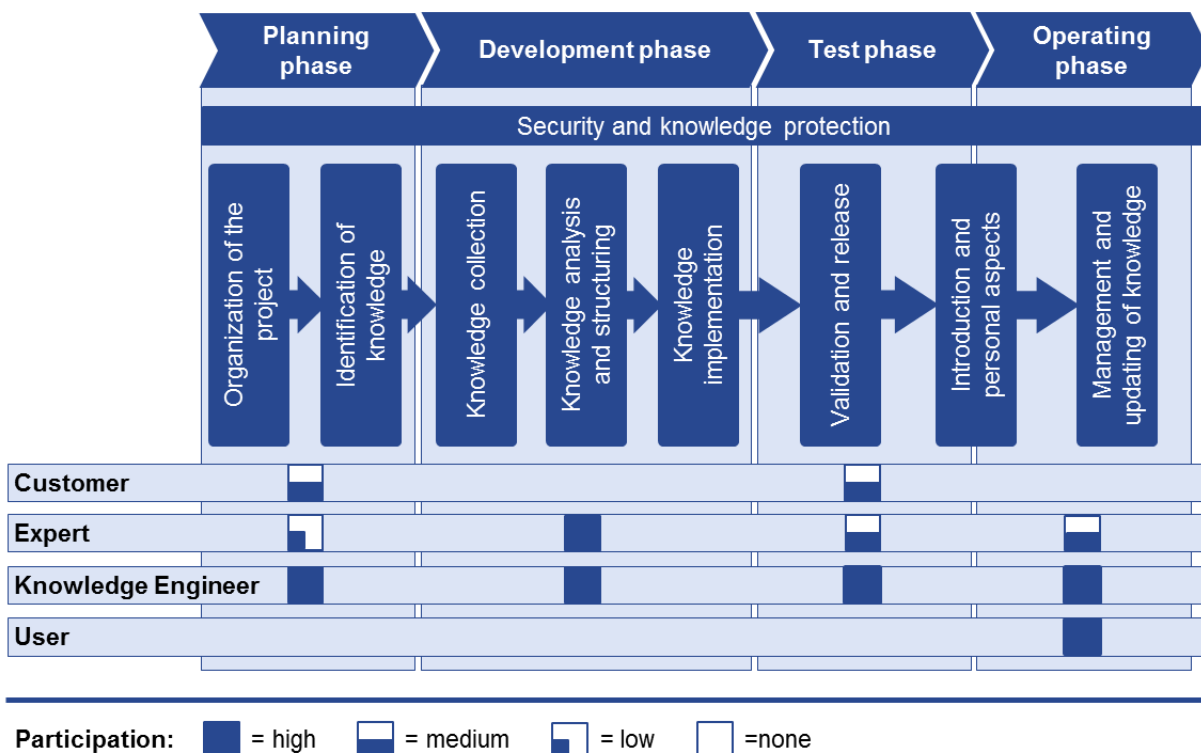 Planning
phase
Development phase
Test phase
Operating
phase
Security and knowledge protection
Organization of the
project
Identification of
knowledge
Knowledge collection
Knowledge analysis
and structuring
Knowledge
implementation
Validation and release
Introduction and
personal aspects
Management and
updating of knowledge
Customer
Expert
Knowledge Engineer
User
Participation: = high = medium = low =none